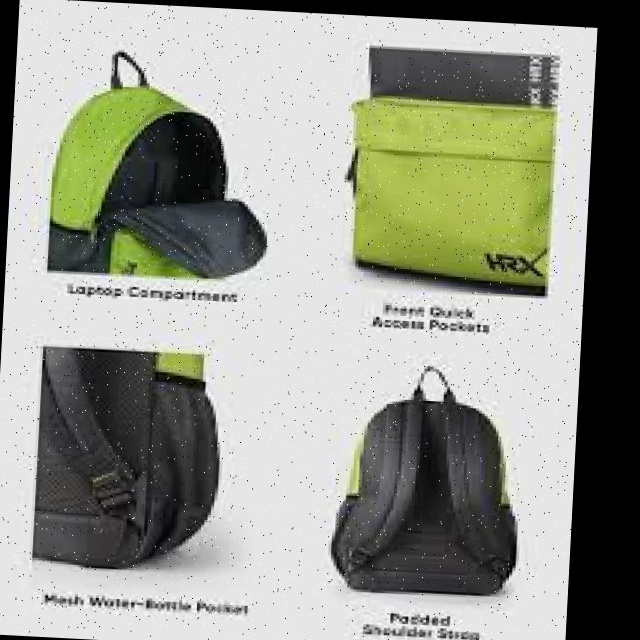 HRX
Laptop Compartment
Front Quick
Access Pockets
Mesh Water-Bottle Pocket
Padded
Shoulder Strap